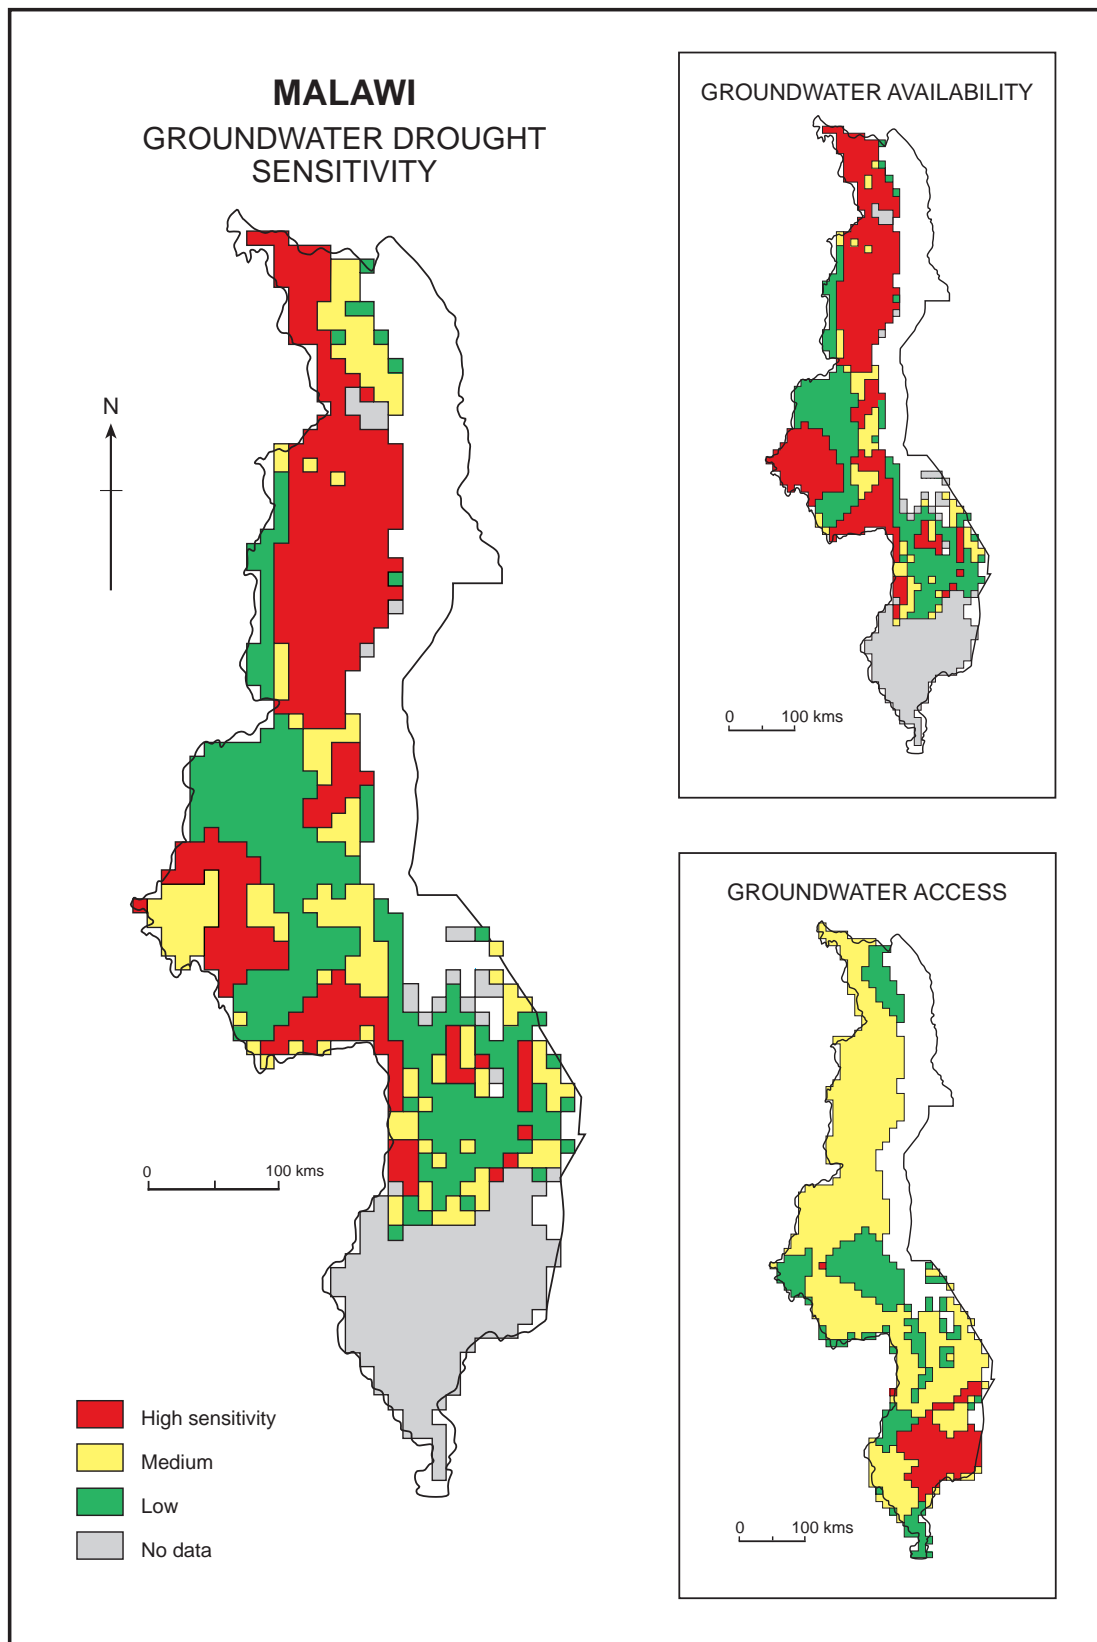 MALAWI
GROUNDWATER DROUGHT
SENSITIVITY
N
0 100 kms
High sensitivity
Medium
Low
No data
GROUNDWATER AVAILABILITY
0 100 kms
GROUNDWATER ACCESS
0 100 kms